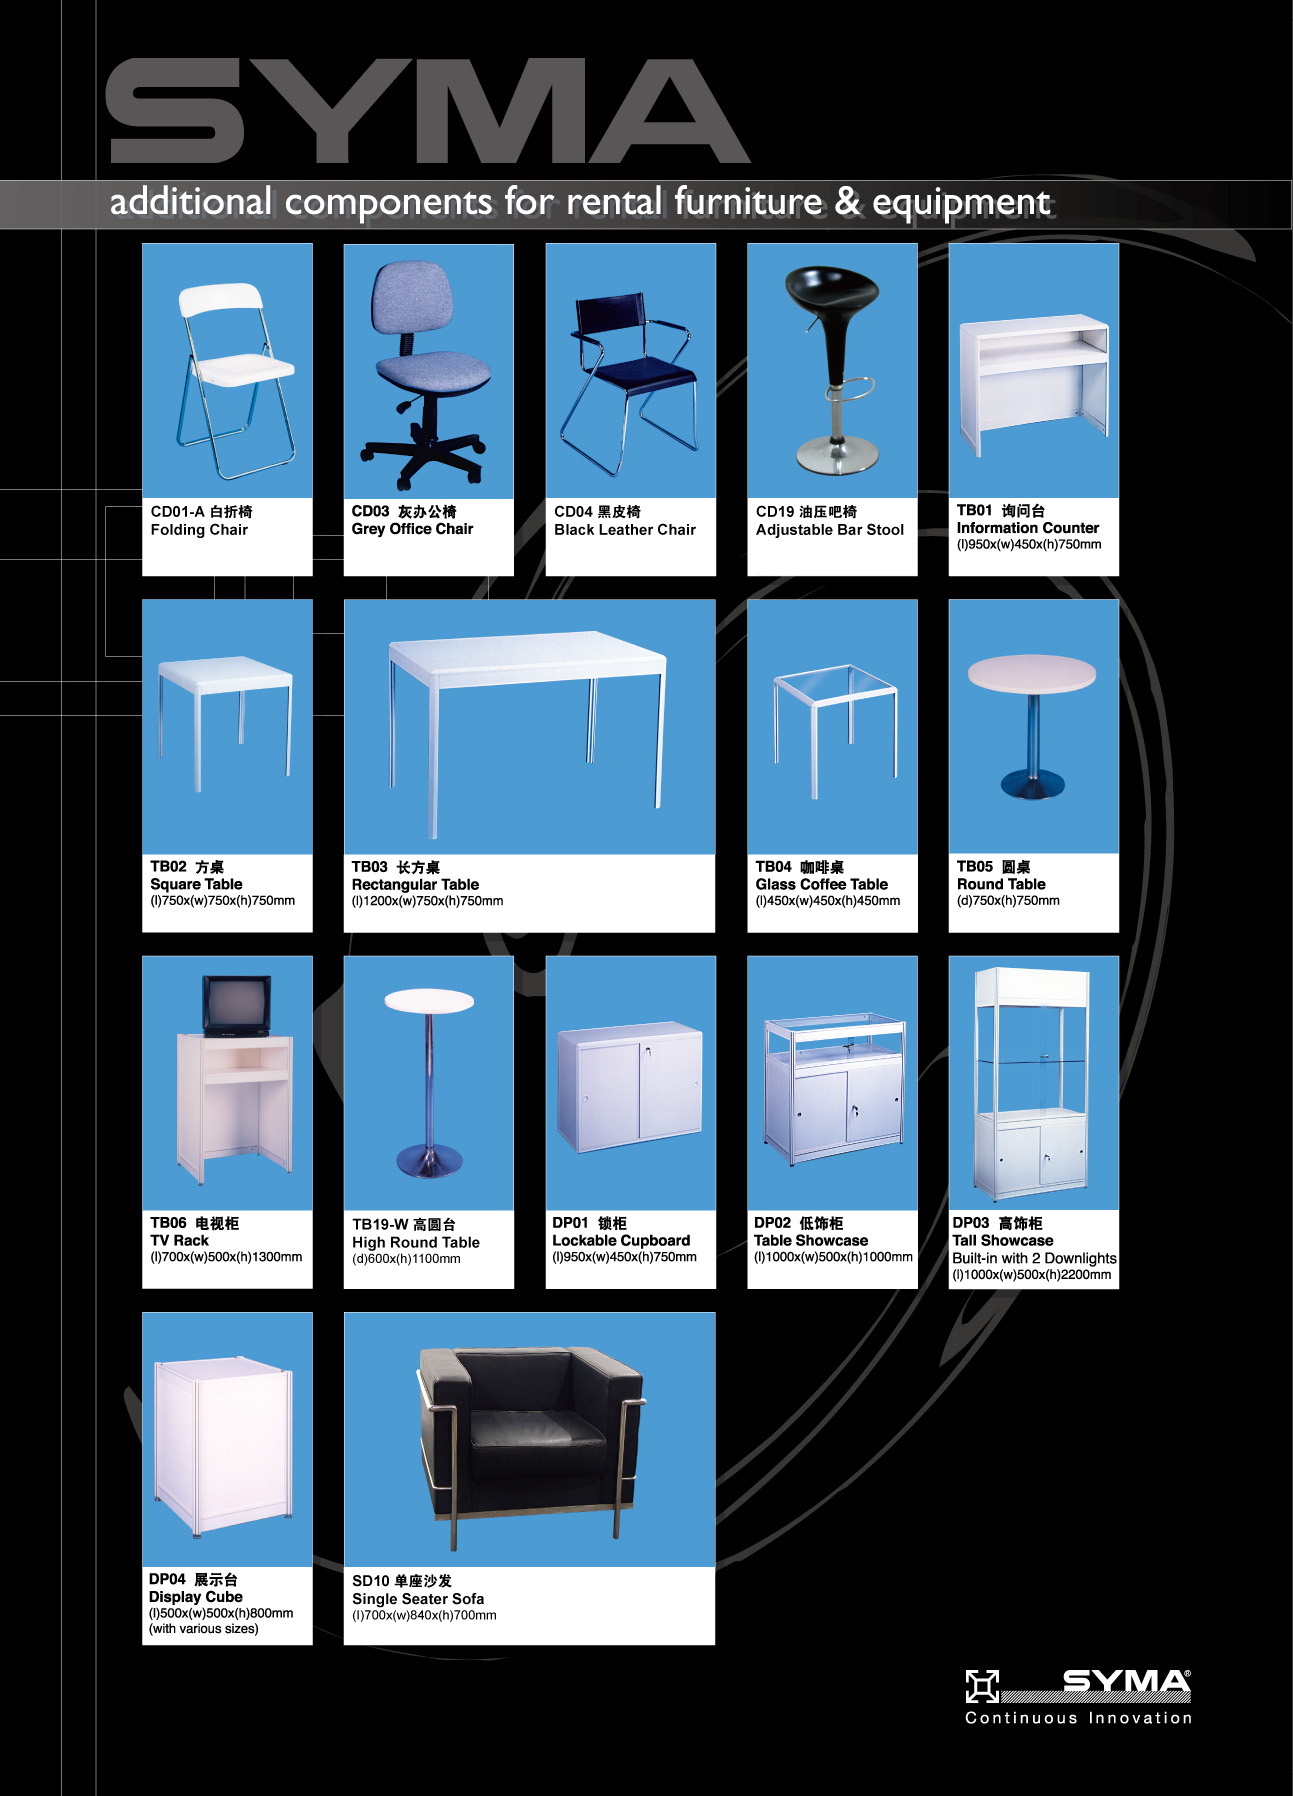 SYMA
additional components for rental furniture & equipment
CD01-A 白折椅
Folding Chair
CD03 灰办公椅
Grey Office Chair
CD04 黑皮椅
Black Leather Chair
CD19 油压吧椅
Adjustable Bar Stool
TB01 询问台
Information Counter
(l)950x(w)450x(h)750mm
TB02 方桌
Square Table
(l)750x(w)750x(h)750mm
TB03 长方桌
Rectangular Table
(l)1200x(w)750x(h)750mm
TB04 咖啡桌
Glass Coffee Table
(l)450x(w)450x(h)450mm
TB05 圆桌
Round Table
(d)750x(h)750mm
TB06 电视柜
TV Rack
(l)700x(w)500x(h)1300mm
TB19-W 高圆台
High Round Table
(d)600x(h)1100mm
DP01 锁柜
Lockable Cupboard
(l)950x(w)450x(h)750mm
DP02 低饰柜
Table Showcase
(l)1000x(w)500x(h)1000mm
DP03 高饰柜
Tall Showcase
Built-in with 2 Downlights
(l)1000x(w)500x(h)2200mm
DP04 展示台
Display Cube
(l)500x(w)500x(h)800mm
(with various sizes)
SD10 单座沙发
Single Seater Sofa
(l)700x(w)840x(h)700mm
SYMA®
Continuous Innovation